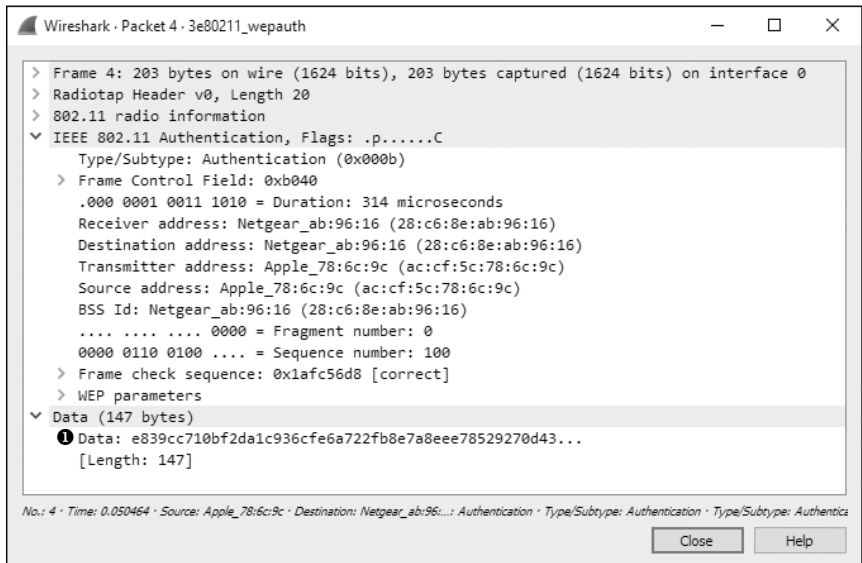 Wireshark · Packet 4 · 3e80211_wepauth
Frame 4: 203 bytes on wire (1624 bits), 203 bytes captured (1624 bits) on interface 0
Radiotap Header v0, Length 20
802.11 radio information
IEEE 802.11 Authentication, Flags: .p......C
Type/Subtype: Authentication (0x000b)
Frame Control Field: 0xb040
.000 0001 0011 1010 = Duration: 314 microseconds
Receiver address: Netgear_ab:96:16 (28:c6:8e:ab:96:16)
Destination address: Netgear_ab:96:16 (28:c6:8e:ab:96:16)
Transmitter address: Apple_78:6c:9c (ac:cf:5c:78:6c:9c)
Source address: Apple_78:6c:9c (ac:cf:5c:78:6c:9c)
BSS Id: Netgear_ab:96:16 (28:c6:8e:ab:96:16)
.... .... .... 0000 = Fragment number: 0
0000 0110 0100 .... = Sequence number: 100
Frame check sequence: 0x1afc56d8 [correct]
WEP parameters
Data (147 bytes)
❶ Data: e839cc710bf2da1c936cfe6a722fb8e7a8eee78529270d43...
[Length: 147]
No.: 4 · Time: 0.050464 · Source: Apple_78:6c:9c · Destination: Netgear_ab:96:...: Authentication · Type/Subtype: Authentication · Type/Subtype: Authentica
Close Help